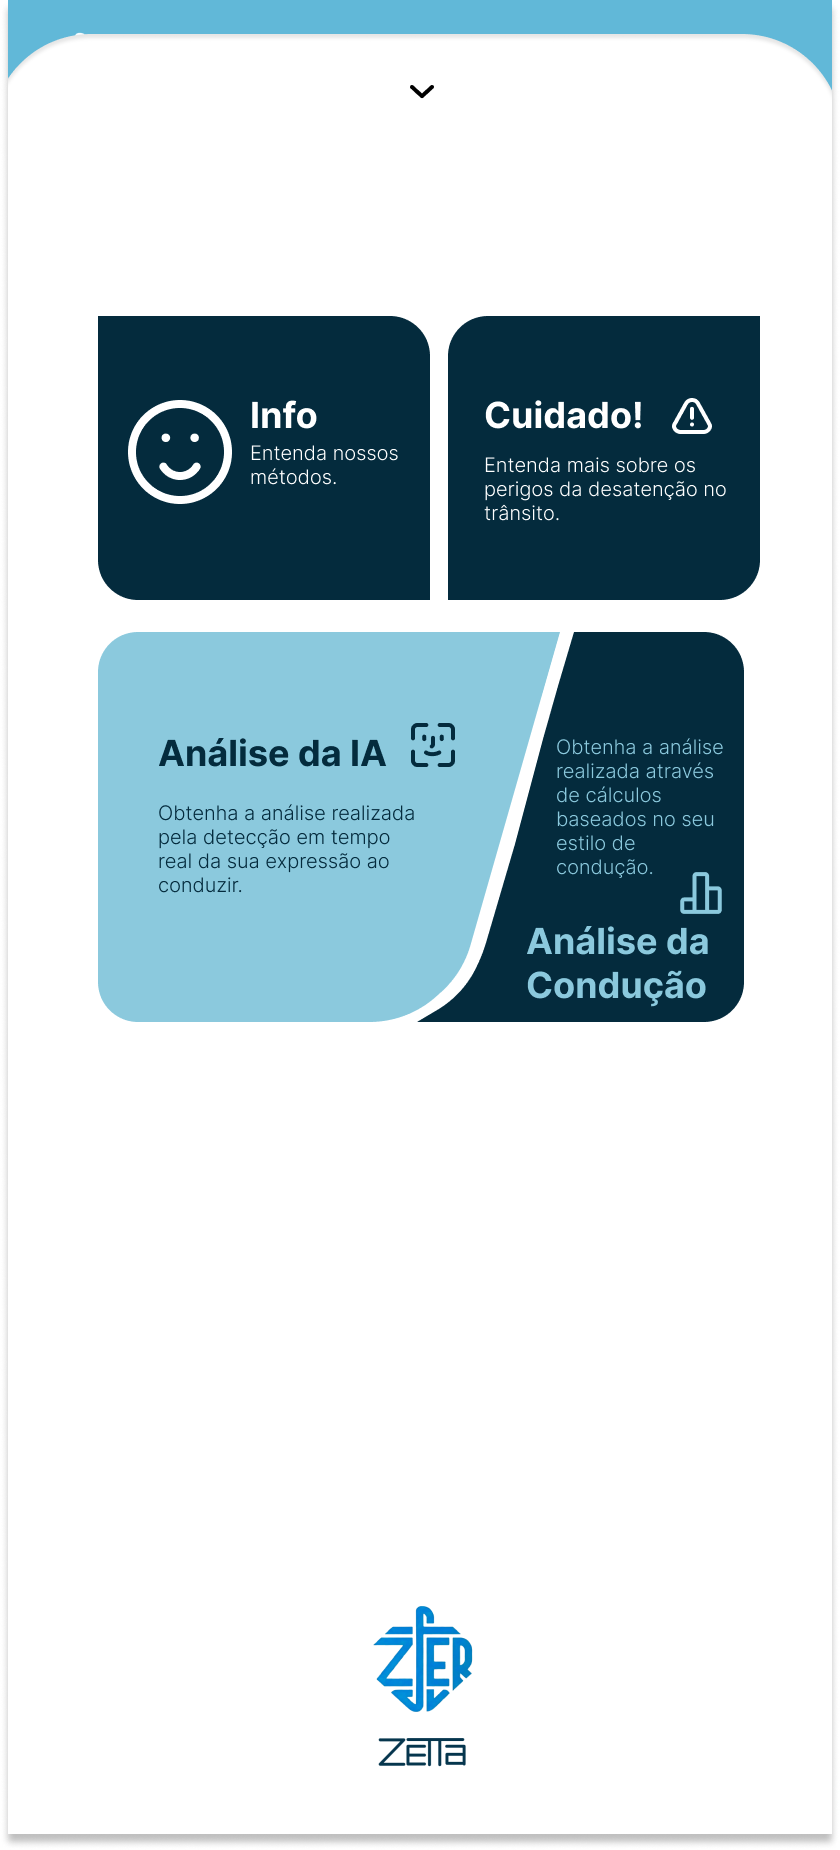 Info
Entenda nossos
métodos.
Cuidado!
Entenda mais sobre os
perigos da desatenção no
trânsito.
Análise da IA
Obtenha a análise realizada
pela detecção em tempo
real da sua expressão ao
conduzir.
Obtenha a análise
realizada através
de cálculos
baseados no seu
estilo de
condução.
Análise da
Condução
ZFER
ZETTA